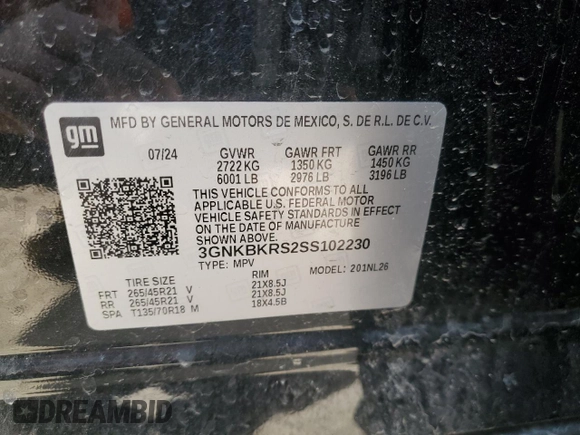 gm
MFD BY GENERAL MOTORS DE MEXICO, S. DE R.L. DE C.V.
07/24 GVWR GAWR FRT GAWR RR
2722 KG 1350 KG 1450 KG
6001 LB 2976 LB 3196 LB
THIS VEHICLE CONFORMS TO ALL
APPLICABLE U.S. FEDERAL MOTOR
VEHICLE SAFETY STANDARDS IN EFFECT
ON THE DATE OF MANUFACTURE
SHOWN ABOVE.
3GNKBKRS2SS102230
TYPE: MPV MODEL: 201NL26
TIRE SIZE RIM
FRT 265/45R21 V 21X8.5J
RR 265/45R21 V 21X8.5J
SPA T135/70R18 M 18X4.5B
DREAMBID